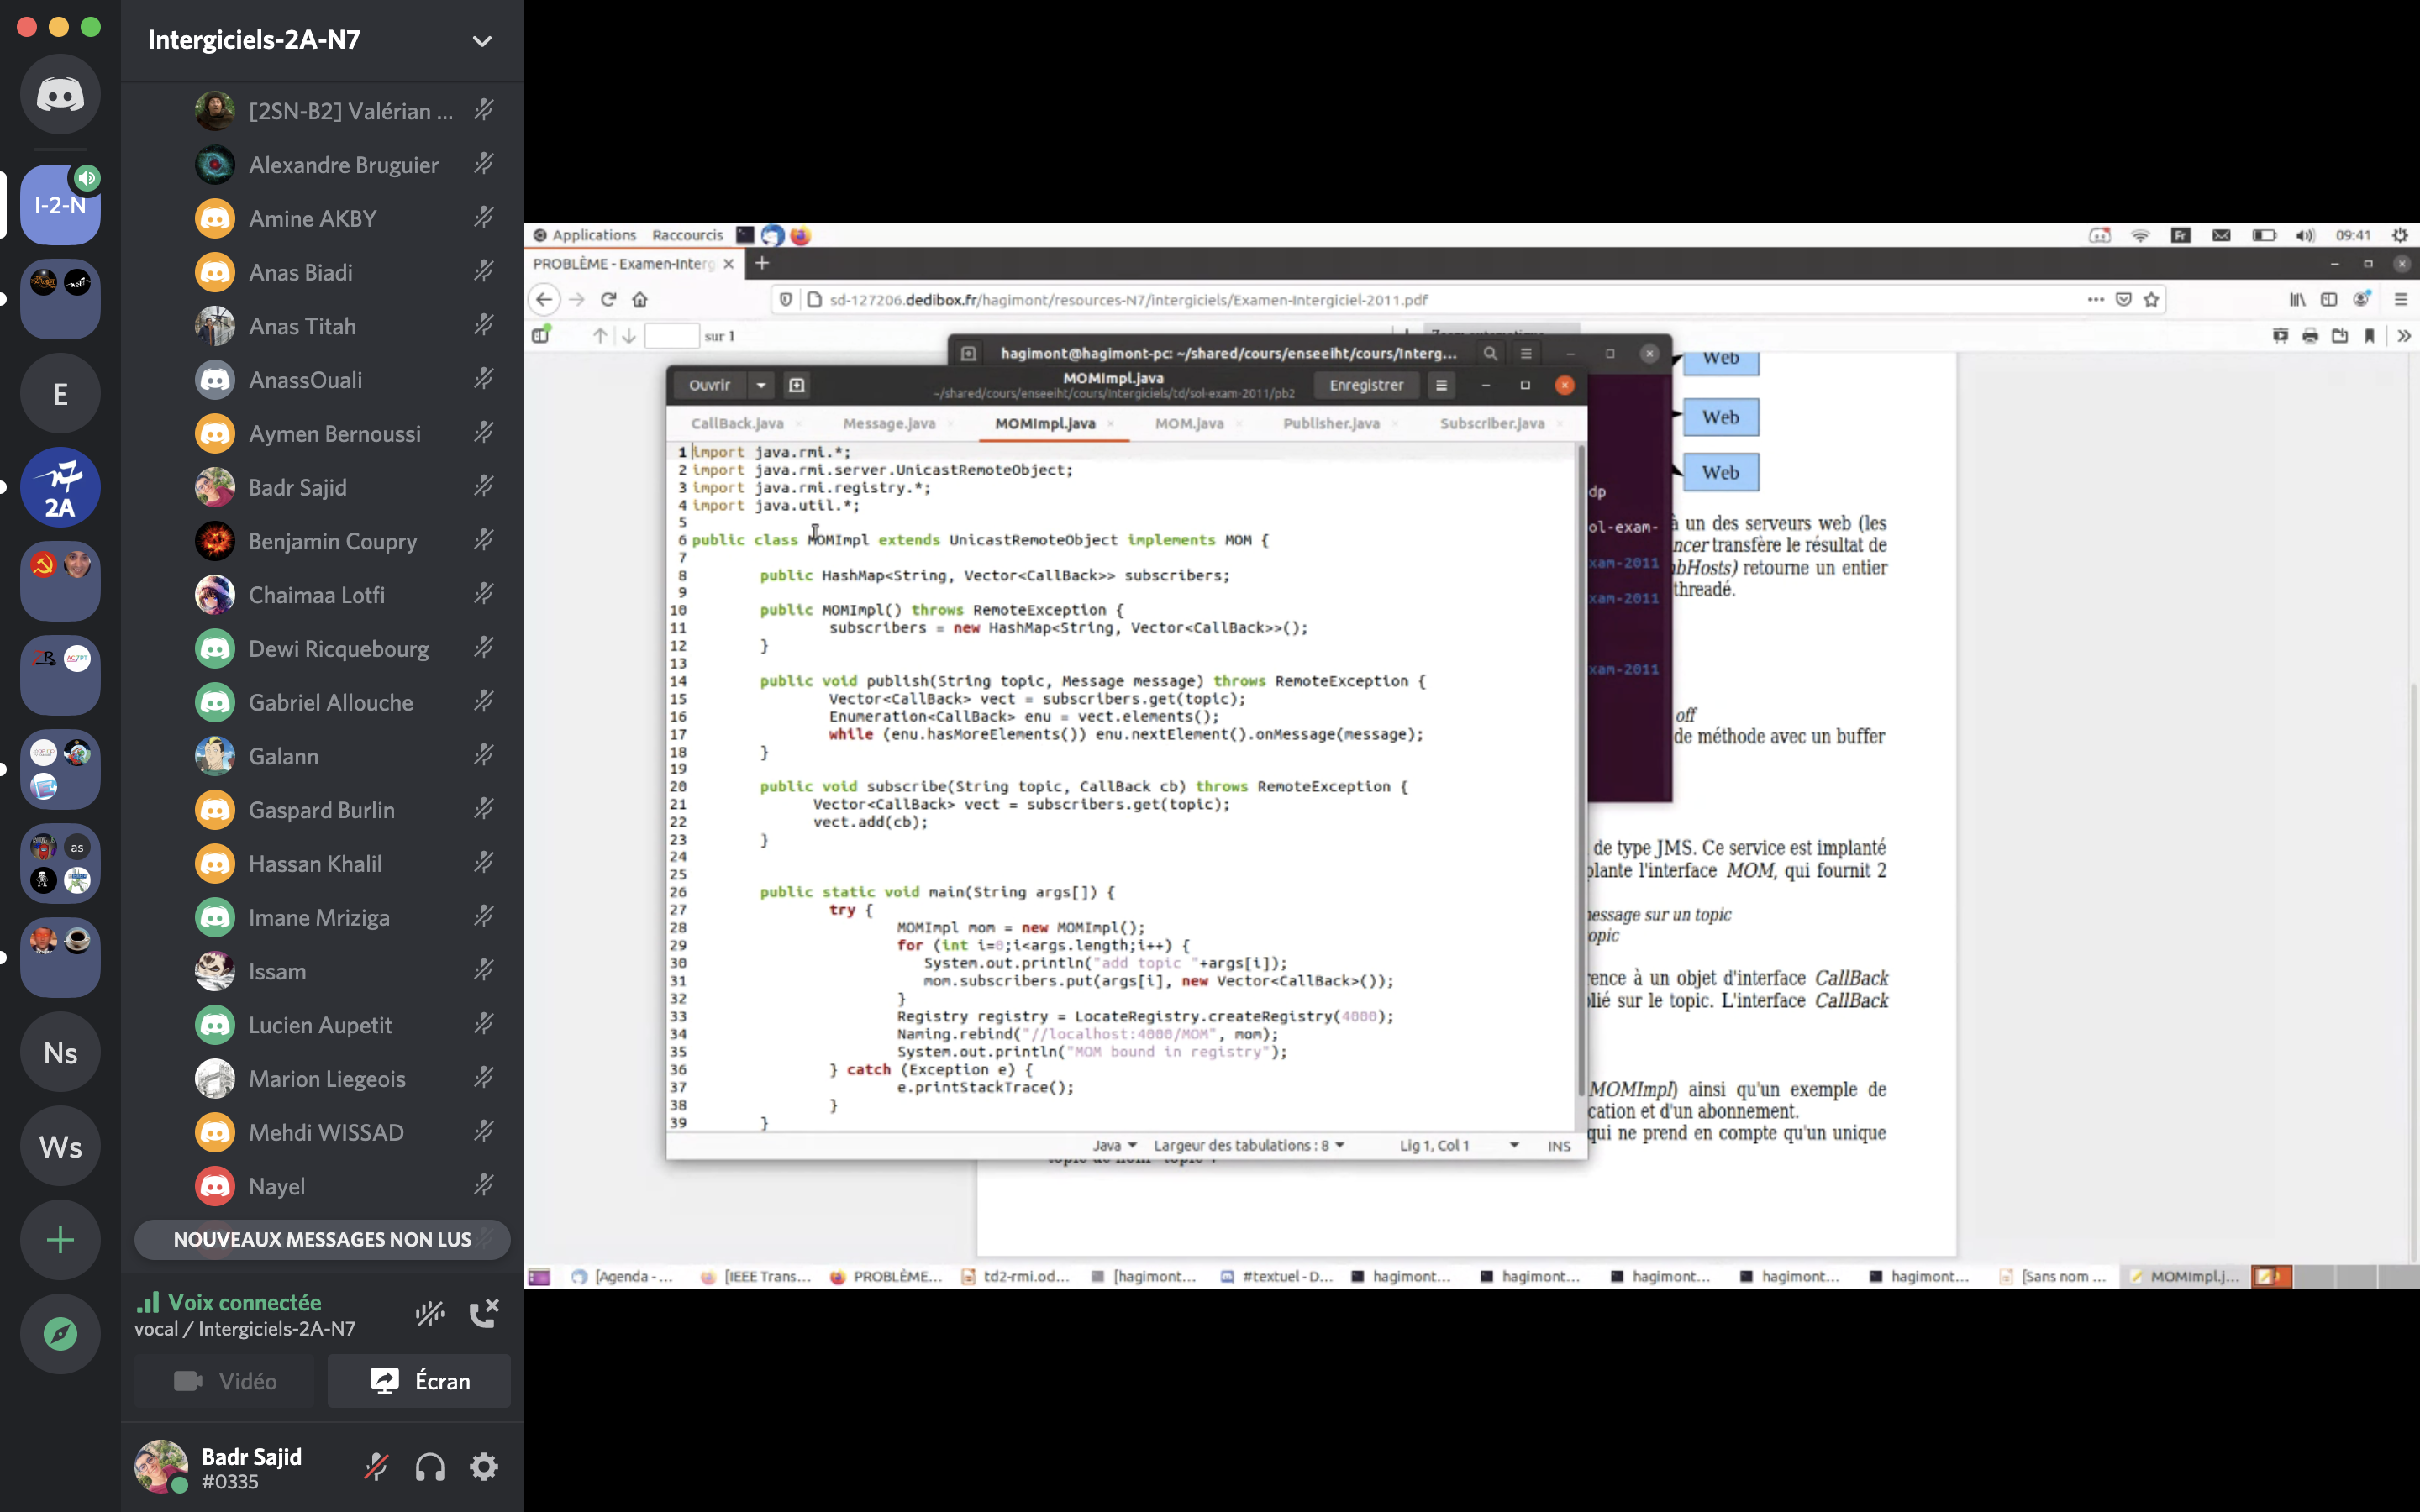 Intergiciels-2A-N7
[2SN-B2] Valérian ...
Alexandre Bruguier
Amine AKBY
Anas Biadi
Anas Titah
AnassOuali
Aymen Bernoussi
Badr Sajid
Benjamin Coupry
Chaimaa Lotfi
Dewi Ricquebourg
Gabriel Allouche
Galann
Gaspard Burlin
Hassan Khalil
Imane Mriziga
Issam
Lucien Aupetit
Marion Liegeois
Mehdi WISSAD
Nayel
NOUVEAUX MESSAGES NON LUS
Voix connectée
vocal / Intergiciels-2A-N7
Vidéo
Écran
Badr Sajid
#0335
I-2-N
E
2A
as
Ns
Ws
Applications Raccourcis
Fr
09:41
PROBLÈME - Examen-Interg
sd-127206.dedibox.fr/hagimont/resources-N7/intergiciels/Examen-Intergiciel-2011.pdf
sur 1
hagimont@hagimont-pc: ~/shared/cours/enseeiht/cours/Interg...
Ouvrir
MOMImpl.java
~/shared/cours/enseeiht/cours/Intergiciels/td/sol-exam-2011/pb2
Enregistrer
CallBack.java Message.java MOMImpl.java MOM.java Publisher.java Subscriber.java
1 import java.rmi.*;
2 import java.rmi.server.UnicastRemoteObject;
3 import java.rmi.registry.*;
4 import java.util.*;
5
6 public class MOMImpl extends UnicastRemoteObject implements MOM {
7
8 public HashMap<String, Vector<CallBack>> subscribers;
9
10 public MOMImpl() throws RemoteException {
11 subscribers = new HashMap<String, Vector<CallBack>>();
12 }
13
14 public void publish(String topic, Message message) throws RemoteException {
15 Vector<CallBack> vect = subscribers.get(topic);
16 Enumeration<CallBack> enu = vect.elements();
17 while (enu.hasMoreElements()) enu.nextElement().onMessage(message);
18 }
19
20 public void subscribe(String topic, CallBack cb) throws RemoteException {
21 Vector<CallBack> vect = subscribers.get(topic);
22 vect.add(cb);
23 }
24
25
26 public static void main(String args[]) {
27 try {
28 MOMImpl mom = new MOMImpl();
29 for (int i=0;i<args.length;i++) {
30 System.out.println("add topic "+args[i]);
31 mom.subscribers.put(args[i], new Vector<CallBack>());
32 }
33 Registry registry = LocateRegistry.createRegistry(4000);
34 Naming.rebind("//localhost:4000/MOM", mom);
35 System.out.println("MOM bound in registry");
36 } catch (Exception e) {
37 e.printStackTrace();
38 }
39 }
Java Largeur des tabulations : 8 Lig 1, Col 1 INS
Web
Web
Web
dp
ol-exam-
xam-2011
xam-2011
xam-2011
à un des serveurs web (les
ncer transfère le résultat de
bHosts) retourne un entier
threadé.
off
de méthode avec un buffer
de type JMS. Ce service est implanté
plante l'interface MOM, qui fournit 2
essage sur un topic
opic
rence à un objet d'interface CallBack
blié sur le topic. L'interface CallBack
MOMImpl) ainsi qu'un exemple de
cation et d'un abonnement.
qui ne prend en compte qu'un unique
[Agenda -... [IEEE Trans... PROBLÈME... td2-rmi.od... [hagimont... #textuel - D... hagimont... hagimont... hagimont... hagimont... hagimont... [Sans nom ... MOMImpl.j...